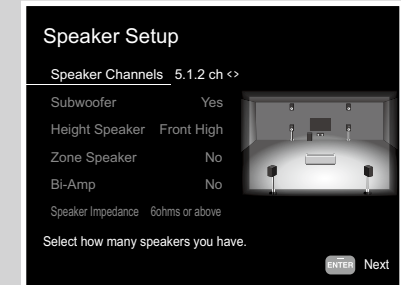 Speaker Setup
Speaker Channels 5.1.2 ch <>
Subwoofer Yes
Height Speaker Front High
Zone Speaker No
Bi-Amp No
Speaker Impedance 6ohms or above
Select how many speakers you have.
ENTER Next